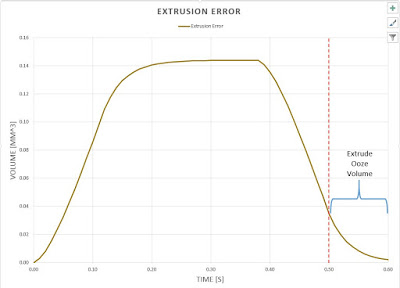 EXTRUSION ERROR
Extrusion Error
0.16
0.14
0.12
0.10
0.08
0.06
0.04
0.02
0.00
VOLUME [MM^3]
Extrude
Ooze
Volume
0.00 0.10 0.20 0.30 0.40 0.50 0.60
TIME [S]